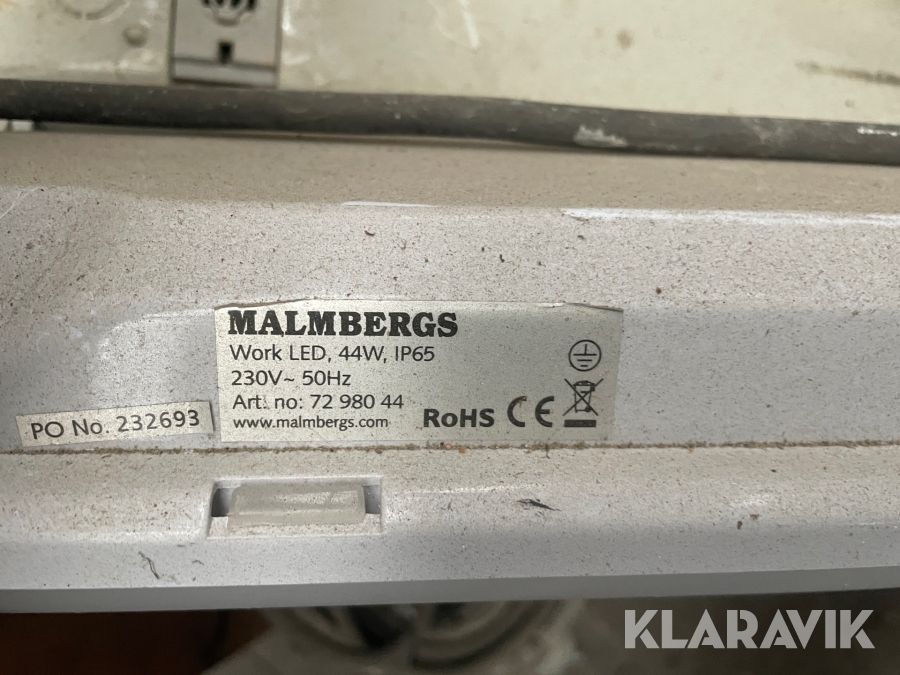 MALMBERGS
Work LED, 44W, IP65
230V~ 50Hz
Art. no: 72 980 44
www.malmbergs.com
RoHS CE
PO No. 232693
KLARAVIK